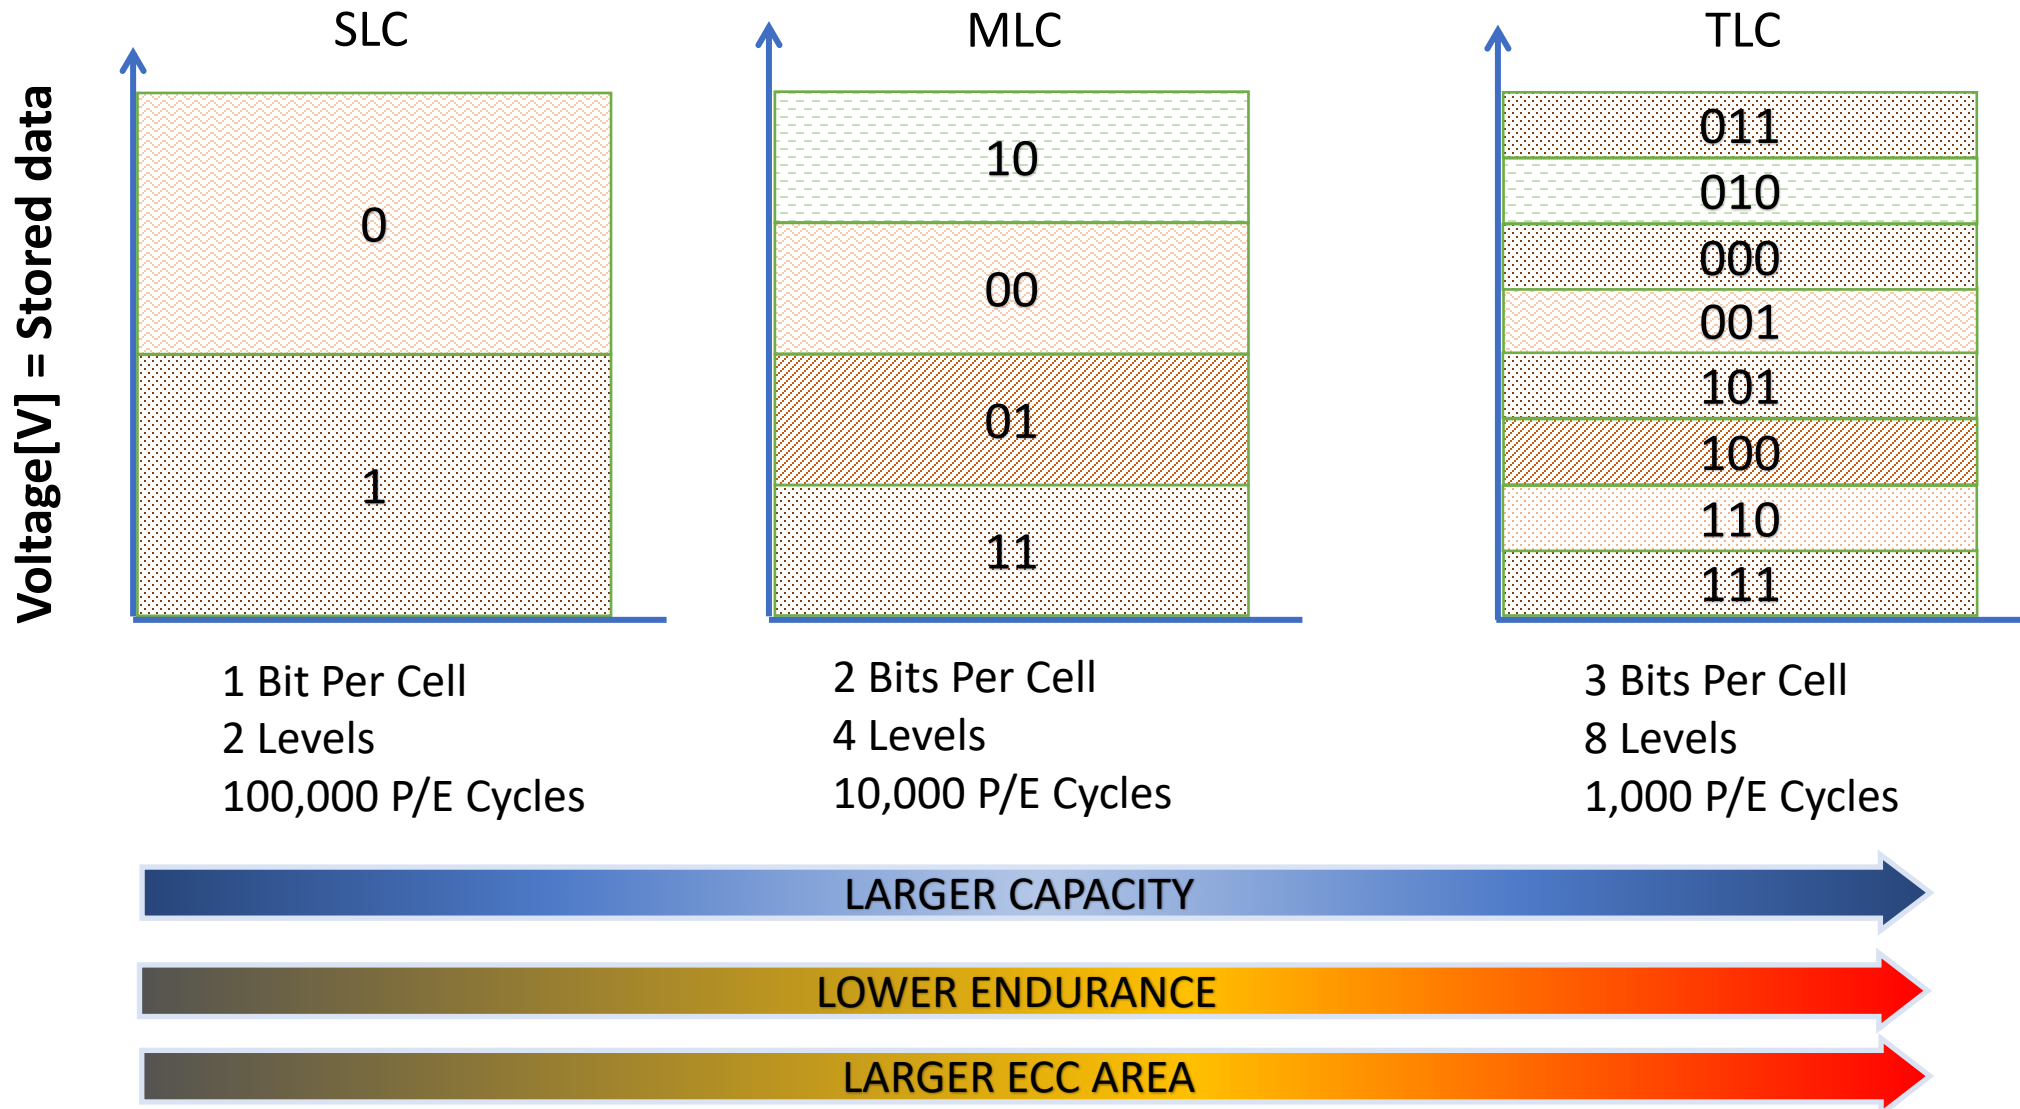 SLC
MLC
TLC
Voltage[V] = Stored data
0
1
10
00
01
11
011
010
000
001
101
100
110
111
1 Bit Per Cell
2 Levels
100,000 P/E Cycles
2 Bits Per Cell
4 Levels
10,000 P/E Cycles
3 Bits Per Cell
8 Levels
1,000 P/E Cycles
LARGER CAPACITY
LOWER ENDURANCE
LARGER ECC AREA